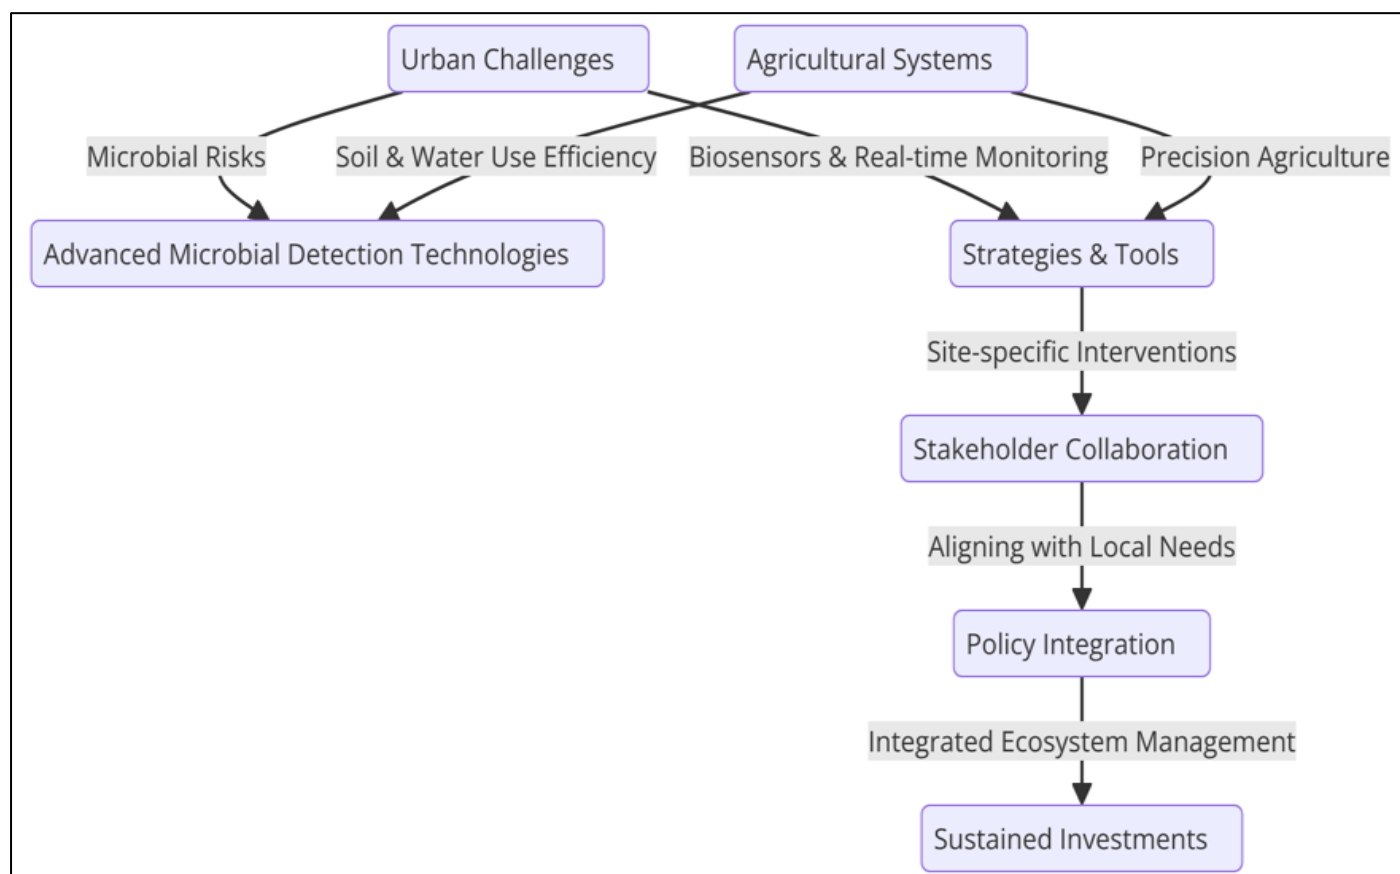 Urban Challenges
Agricultural Systems
Microbial Risks
Soil & Water Use Efficiency
Biosensors & Real-time Monitoring
Precision Agriculture
Advanced Microbial Detection Technologies
Strategies & Tools
Site-specific Interventions
Stakeholder Collaboration
Aligning with Local Needs
Policy Integration
Integrated Ecosystem Management
Sustained Investments